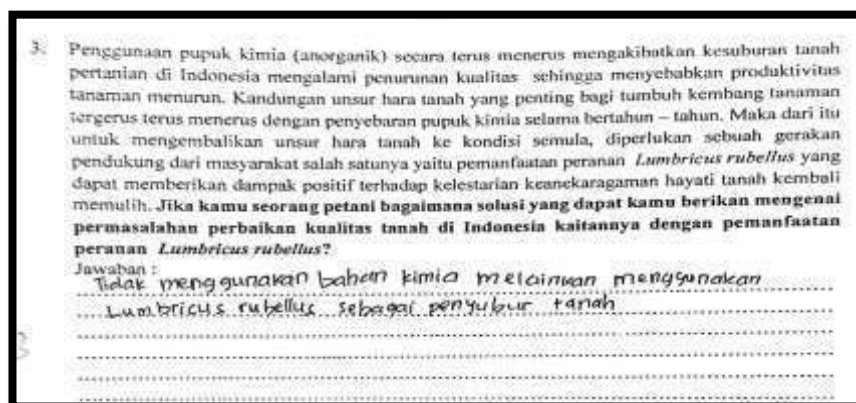 3. Penggunaan pupuk kimia (anorganik) secara terus menerus mengakibatkan kesuburan tanah
pertanian di Indonesia mengalami penurunan kualitas sehingga menyebabkan produktivitas
tanaman menurun. Kandungan unsur hara tanah yang penting bagi tumbuh kembang tanaman
tergerus terus menerus dengan penyebaran pupuk kimia selama bertahun – tahun. Maka dari itu
untuk mengembalikan unsur hara tanah ke kondisi semula, diperlukan sebuah gerakan
pendukung dari masyarakat salah satunya yaitu pemanfaatan peranan Lumbricus rubellus yang
dapat memberikan dampak positif terhadap kelestarian keanekaragaman hayati tanah kembali
memulih. Jika kamu seorang petani bagaimana solusi yang dapat kamu berikan mengenai
permasalahan perbaikan kualitas tanah di Indonesia kaitannya dengan pemanfaatan
peranan Lumbricus rubellus?
Jawaban :
Tidak menggunakan bahan kimia melainkan menggunakan
Lumbricus rubellus sebagai penyubur tanah